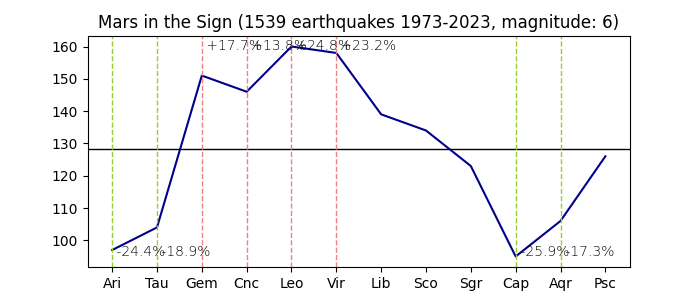 Mars in the Sign (1539 earthquakes 1973-2023, magnitude: 6)
160
+17.7% +13.8% +24.8% +23.2%
150
140
130
120
110
100
-24.4% -18.9% -25.9% -17.3%
Ari Tau Gem Cnc Leo Vir Lib Sco Sgr Cap Aqr Psc